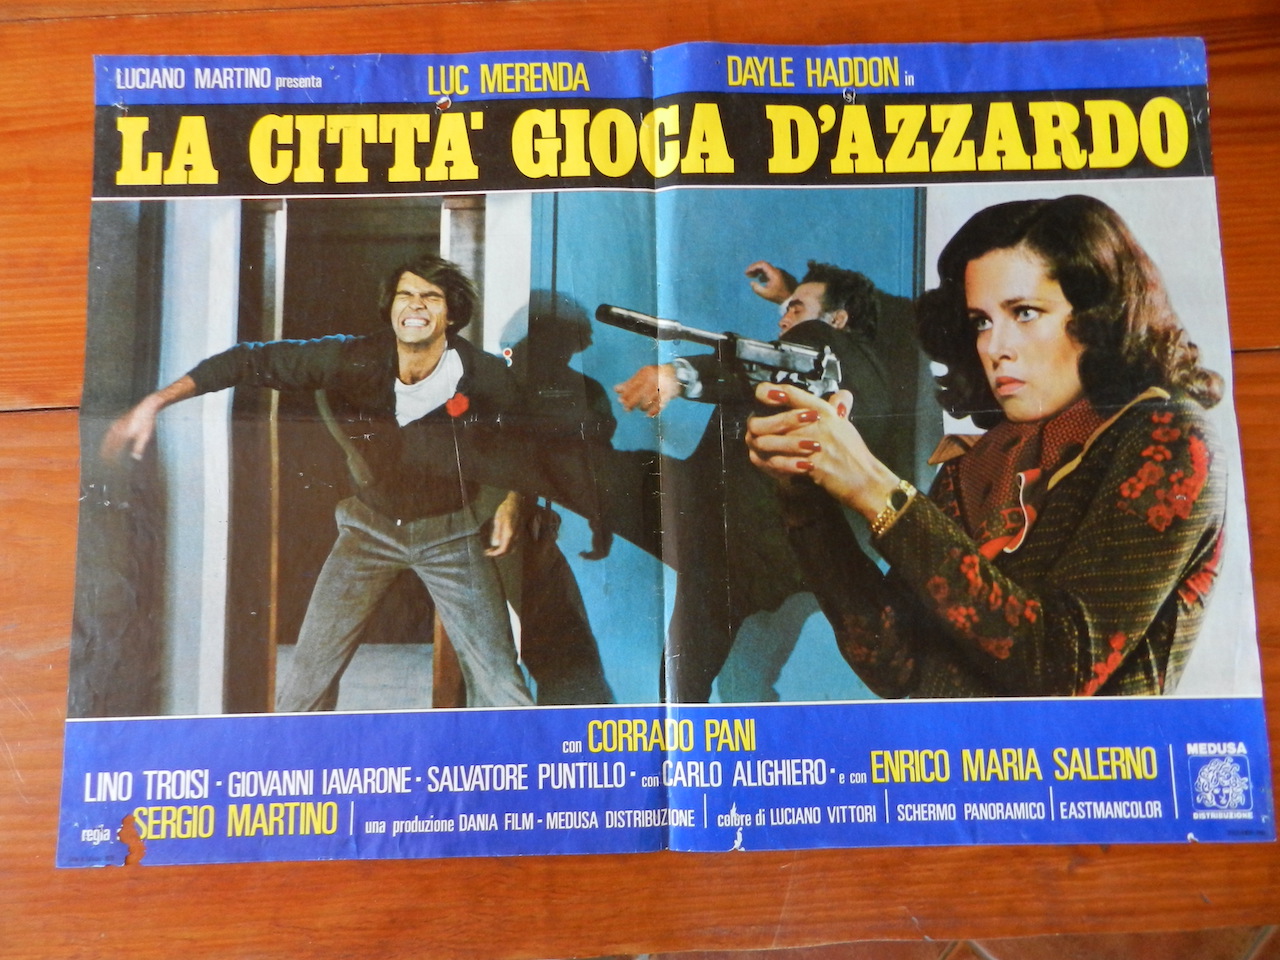 LUCIANO MARTINO presenta
LUC MERENDA
DAYLE HADDON in
LA CITTA' GIOCA D'AZZARDO
con CORRADO PANI
LINO TROISI - GIOVANNI IAVARONE - SALVATORE PUNTILLO - con CARLO ALIGHIERO - e con ENRICO MARIA SALERNO
regia SERGIO MARTINO
una produzione DANIA FILM - MEDUSA DISTRIBUZIONE
colore di LUCIANO VITTORI
SCHERMO PANORAMICO
EASTMANCOLOR
MEDUSA
DISTRIBUZIONE